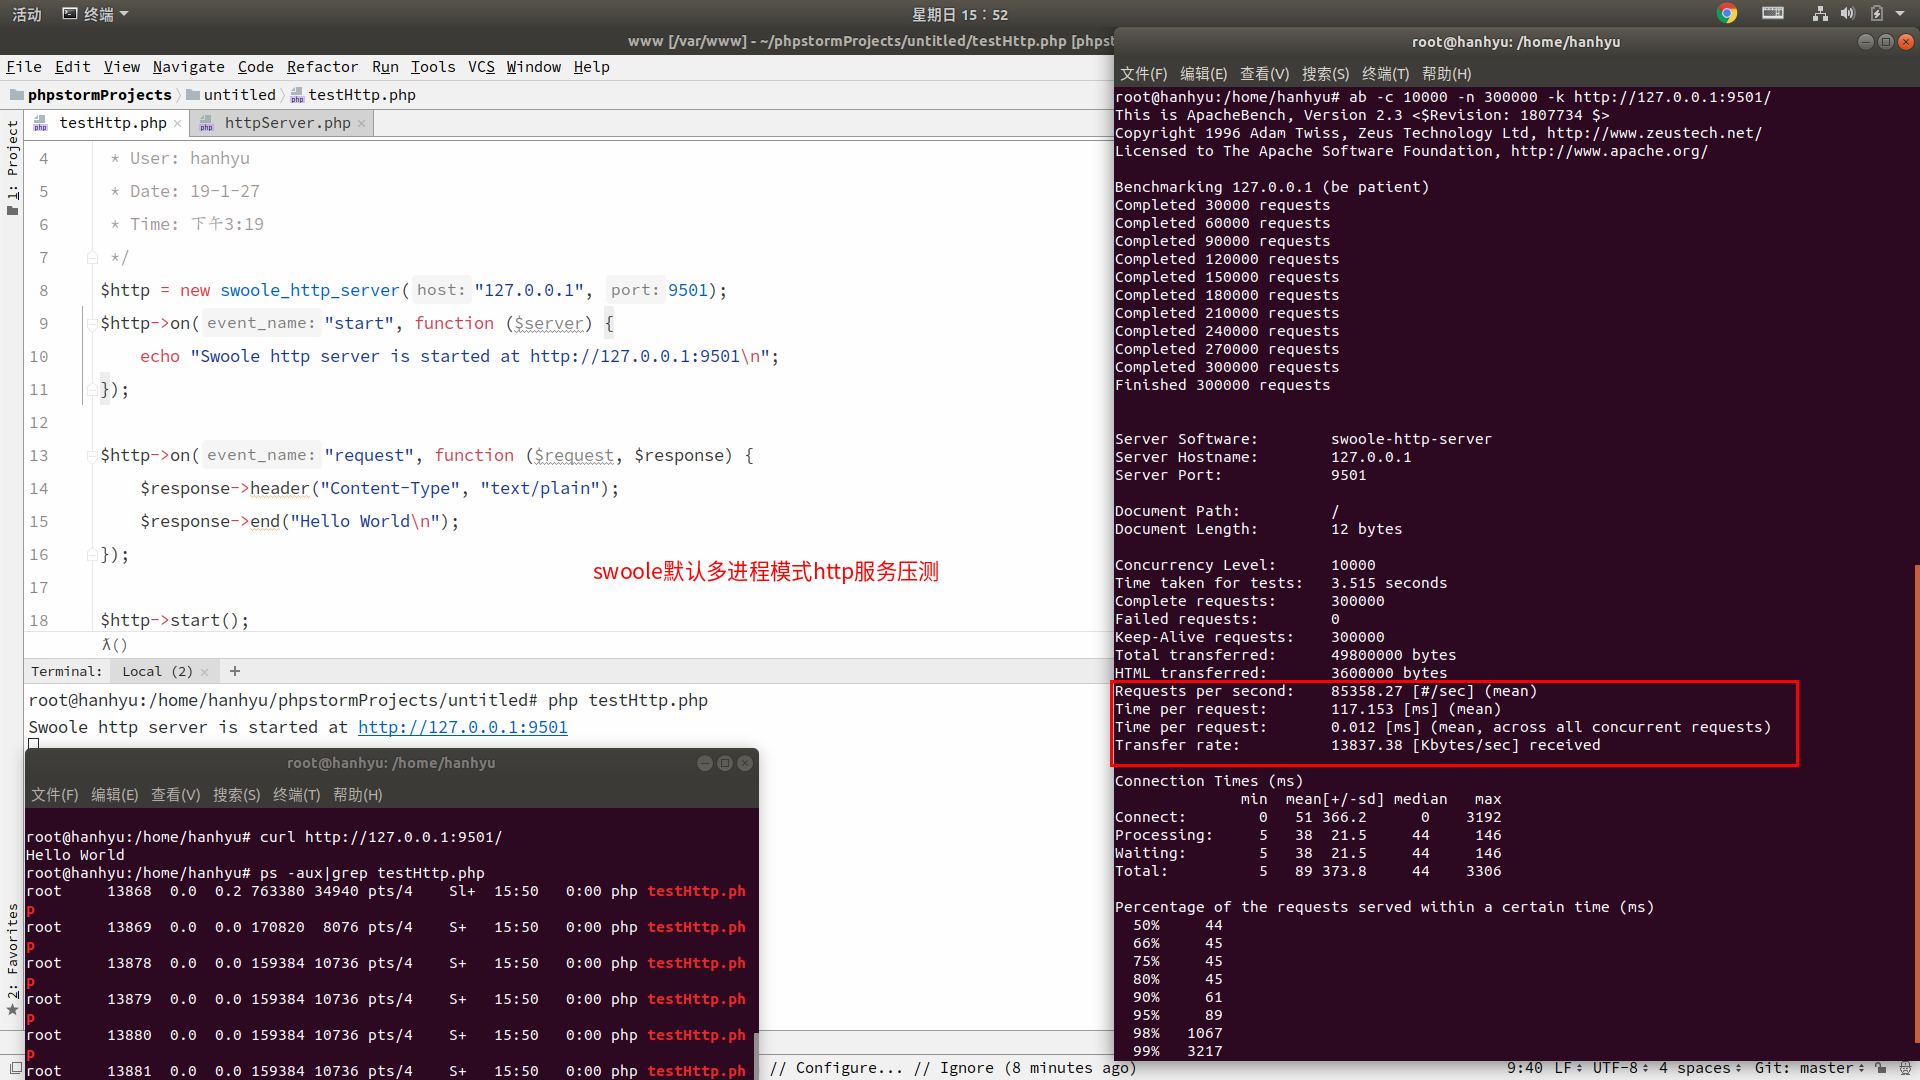 活动 终端 星期日 15：52
www [/var/www] - ~/phpstormProjects/untitled/testHttp.php [phpst
File Edit View Navigate Code Refactor Run Tools VCS Window Help
phpstormProjects untitled testHttp.php
testHttp.php httpServer.php
1: Project
4 * User: hanhyu
5 * Date: 19-1-27
6 * Time: 下午3:19
7 */
8 $http = new swoole_http_server( host: "127.0.0.1", port: 9501);
9 $http->on( event_name: "start", function ($server) {
10 echo "Swoole http server is started at http://127.0.0.1:9501\n";
11 });
12
13 $http->on( event_name: "request", function ($request, $response) {
14 $response->header("Content-Type", "text/plain");
15 $response->end("Hello World\n");
16 });
swoole默认多进程模式http服务压测
17
18 $http->start();
λ()
Terminal: Local (2) +
root@hanhyu:/home/hanhyu/phpstormProjects/untitled# php testHttp.php
Swoole http server is started at http://127.0.0.1:9501
2: Favorites
root@hanhyu: /home/hanhyu
文件(F) 编辑(E) 查看(V) 搜索(S) 终端(T) 帮助(H)
root@hanhyu:/home/hanhyu# curl http://127.0.0.1:9501/
Hello World
root@hanhyu:/home/hanhyu# ps -aux|grep testHttp.php
root 13868 0.0 0.2 763380 34940 pts/4 Sl+ 15:50 0:00 php testHttp.ph
p
root 13869 0.0 0.0 170820 8076 pts/4 S+ 15:50 0:00 php testHttp.ph
p
root 13878 0.0 0.0 159384 10736 pts/4 S+ 15:50 0:00 php testHttp.ph
p
root 13879 0.0 0.0 159384 10736 pts/4 S+ 15:50 0:00 php testHttp.ph
p
root 13880 0.0 0.0 159384 10736 pts/4 S+ 15:50 0:00 php testHttp.ph
p
root 13881 0.0 0.0 159384 10736 pts/4 S+ 15:50 0:00 php testHttp.ph
root@hanhyu: /home/hanhyu
文件(F) 编辑(E) 查看(V) 搜索(S) 终端(T) 帮助(H)
root@hanhyu:/home/hanhyu# ab -c 10000 -n 300000 -k http://127.0.0.1:9501/
This is ApacheBench, Version 2.3 <$Revision: 1807734 $>
Copyright 1996 Adam Twiss, Zeus Technology Ltd, http://www.zeustech.net/
Licensed to The Apache Software Foundation, http://www.apache.org/
Benchmarking 127.0.0.1 (be patient)
Completed 30000 requests
Completed 60000 requests
Completed 90000 requests
Completed 120000 requests
Completed 150000 requests
Completed 180000 requests
Completed 210000 requests
Completed 240000 requests
Completed 270000 requests
Completed 300000 requests
Finished 300000 requests
Server Software: swoole-http-server
Server Hostname: 127.0.0.1
Server Port: 9501
Document Path: /
Document Length: 12 bytes
Concurrency Level: 10000
Time taken for tests: 3.515 seconds
Complete requests: 300000
Failed requests: 0
Keep-Alive requests: 300000
Total transferred: 49800000 bytes
HTML transferred: 3600000 bytes
Requests per second: 85358.27 [#/sec] (mean)
Time per request: 117.153 [ms] (mean)
Time per request: 0.012 [ms] (mean, across all concurrent requests)
Transfer rate: 13837.38 [Kbytes/sec] received
Connection Times (ms)
min mean[+/-sd] median max
Connect: 0 51 366.2 0 3192
Processing: 5 38 21.5 44 146
Waiting: 5 38 21.5 44 146
Total: 5 89 373.8 44 3306
Percentage of the requests served within a certain time (ms)
50% 44
66% 45
75% 45
80% 45
90% 61
95% 89
98% 1067
99% 3217
// Configure... // Ignore (8 minutes ago) 9:40 LF UTF-8 4 spaces Git: master